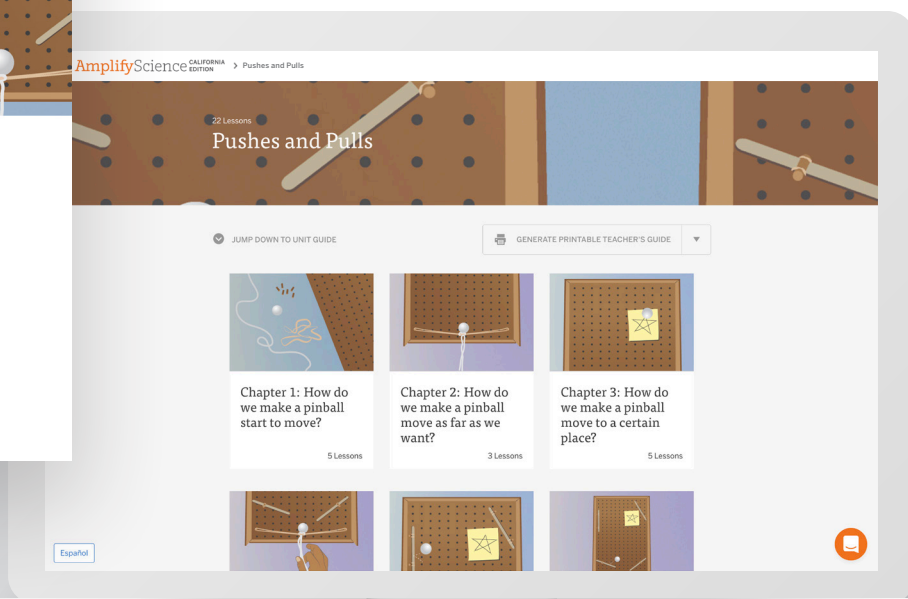 AmplifyScience CALIFORNIA EDITION > Pushes and Pulls
22 Lessons
Pushes and Pulls
JUMP DOWN TO UNIT GUIDE
GENERATE PRINTABLE TEACHER'S GUIDE
Chapter 1: How do
we make a pinball
start to move?
5 Lessons
Chapter 2: How do
we make a pinball
move as far as we
want?
3 Lessons
Chapter 3: How do
we make a pinball
move to a certain
place?
5 Lessons
Español